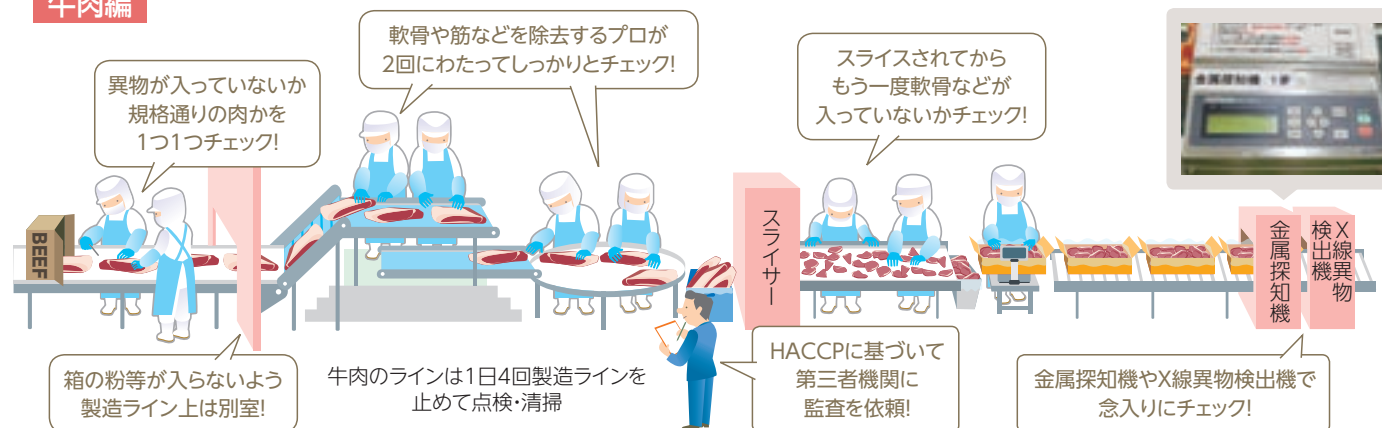 牛肉編
異物が入っていないか
規格通りの肉かを
1つ1つチェック!
軟骨や筋などを除去するプロが
2回にわたってしっかりとチェック!
スライスされてから
もう一度軟骨などが
入っていないかチェック!
BEEF
スライサー
金属探知機
金属探知機
X線異物
検出機
箱の粉等が入らないよう
製造ライン上は別室!
牛肉のラインは1日4回製造ラインを
止めて点検・清掃
HACCPに基づいて
第三者機関に
監査を依頼!
金属探知機やX線異物検出機で
念入りにチェック!